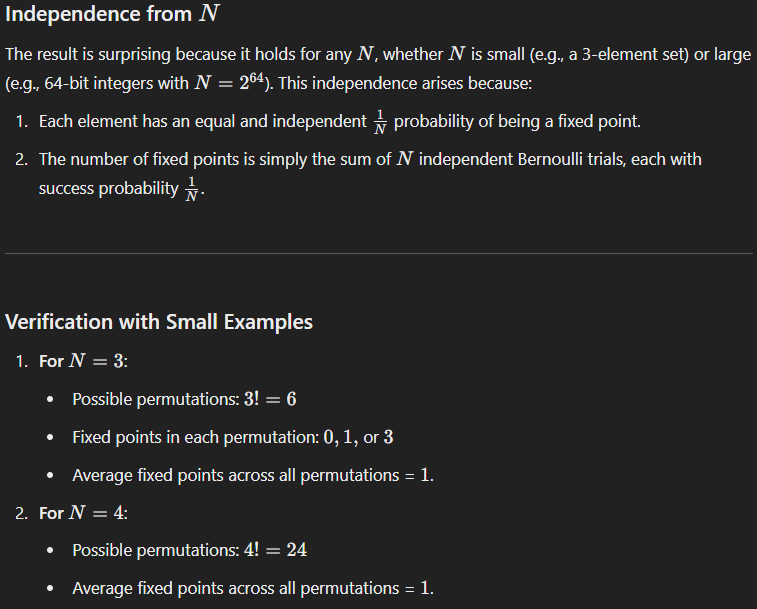 Independence from N
The result is surprising because it holds for any N, whether N is small (e.g., a 3-element set) or large
(e.g., 64-bit integers with N = 2^64). This independence arises because:
1. Each element has an equal and independent 1/N probability of being a fixed point.
2. The number of fixed points is simply the sum of N independent Bernoulli trials, each with
success probability 1/N.
Verification with Small Examples
1. For N = 3:
• Possible permutations: 3! = 6
• Fixed points in each permutation: 0, 1, or 3
• Average fixed points across all permutations = 1.
2. For N = 4:
• Possible permutations: 4! = 24
• Average fixed points across all permutations = 1.